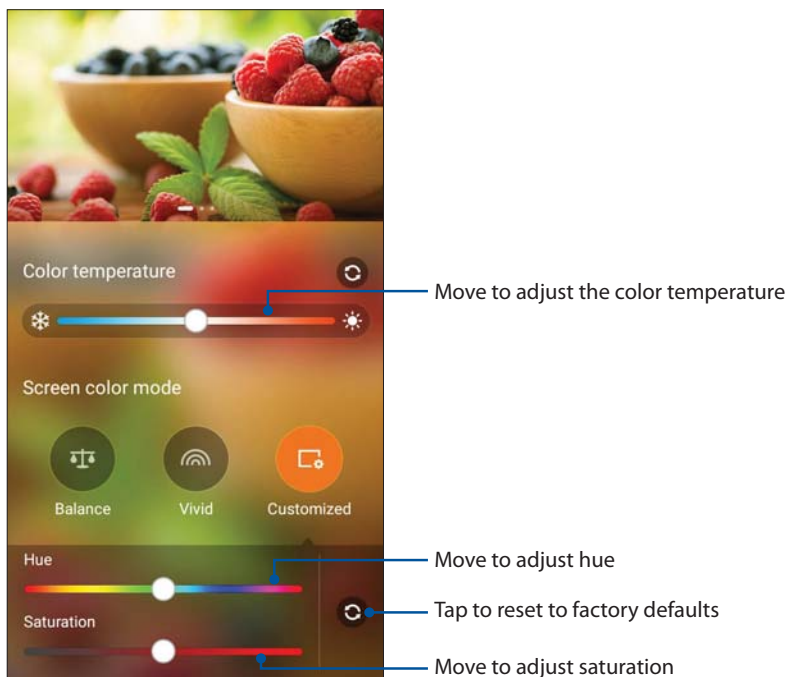 Color temperature
Move to adjust the color temperature
Screen color mode
Balance
Vivid
Customized
Hue
Move to adjust hue
Tap to reset to factory defaults
Saturation
Move to adjust saturation